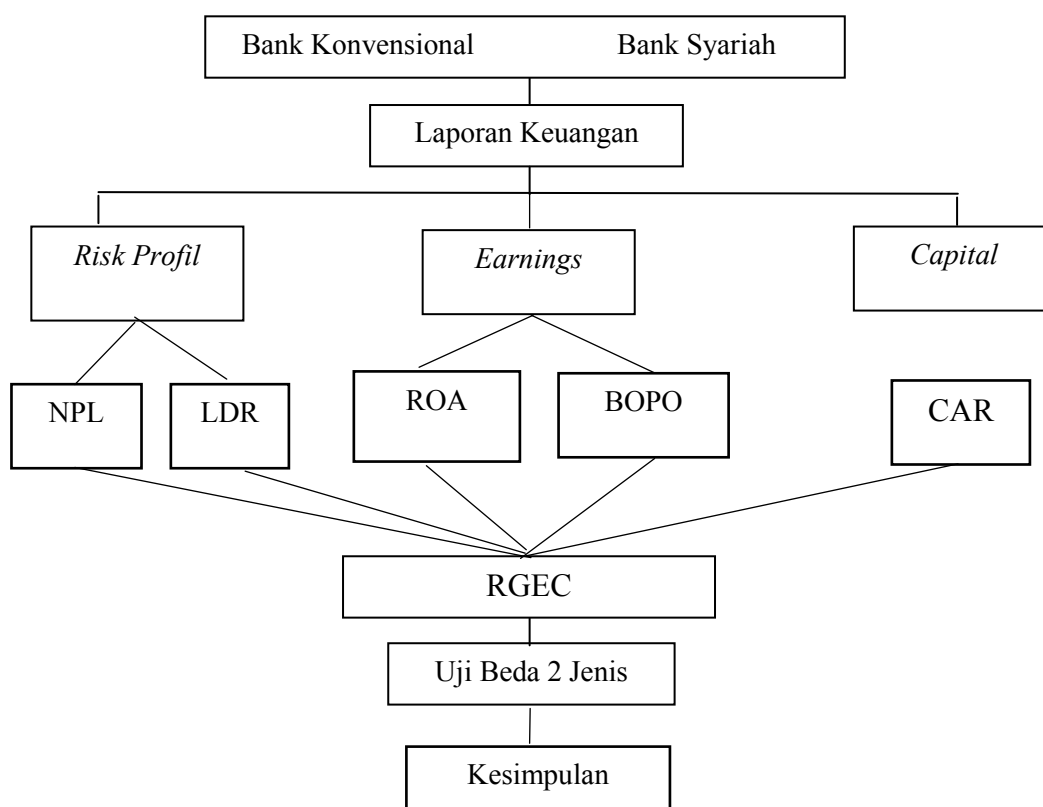 Bank Konvensional Bank Syariah
Laporan Keuangan
Risk Profil Earnings Capital
NPL LDR ROA BOPO CAR
RGEC
Uji Beda 2 Jenis
Kesimpulan